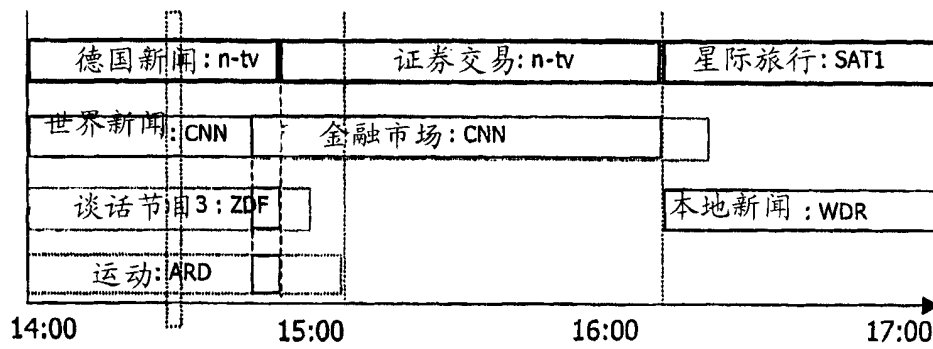 德国新闻: n-tv 证券交易: n-tv 星际旅行: SAT1
世界新闻: CNN 金融市场: CNN
谈话节目3: ZDF 本地新闻: WDR
运动: ARD
14:00 15:00 16:00 17:00